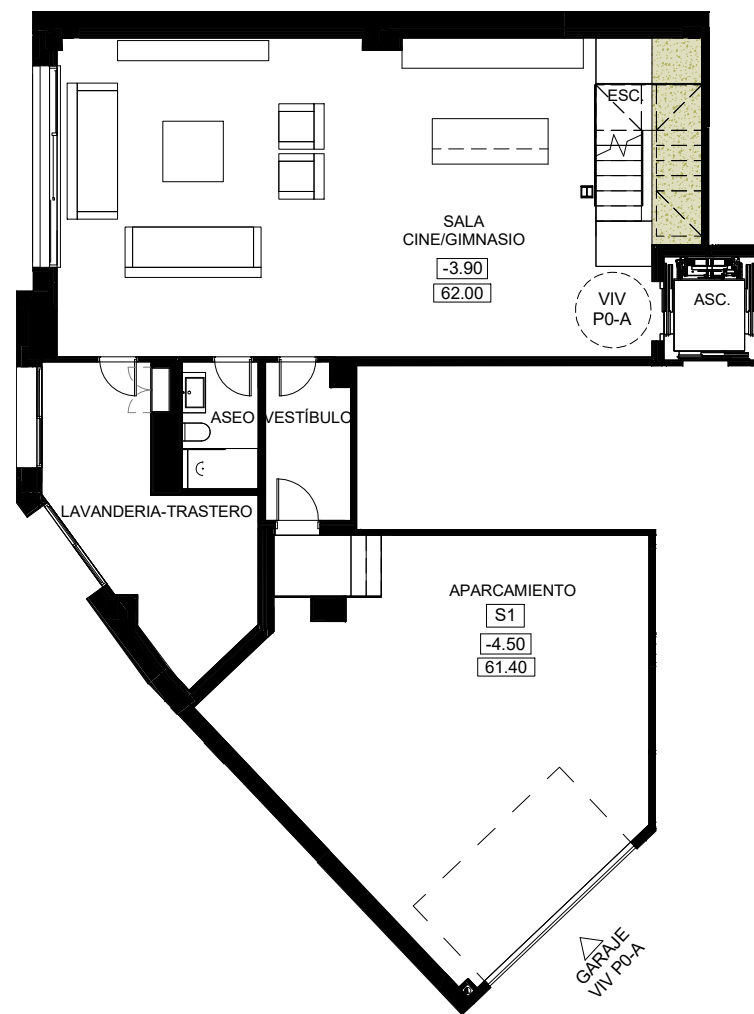 ESC.
SALA
CINE/GIMNASIO
-3.90
62.00
VIV
P0-A
ASC.
ASEO
VESTÍBULO
LAVANDERIA-TRASTERO
APARCAMIENTO
S1
-4.50
61.40
GARAJE
VIV P0-A